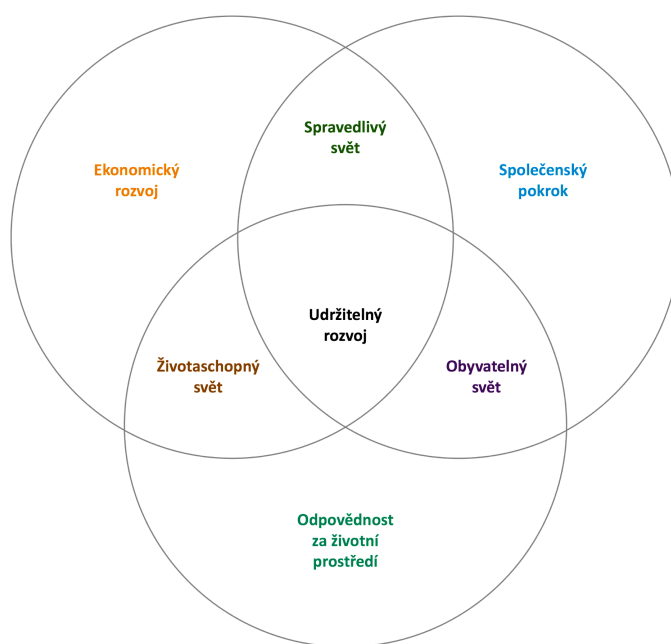 Spravedlivý
svět
Ekonomický
rozvoj
Společenský
pokrok
Udržitelný
rozvoj
Životaschopný
svět
Obyvatelný
svět
Odpovědnost
za životní
prostředí